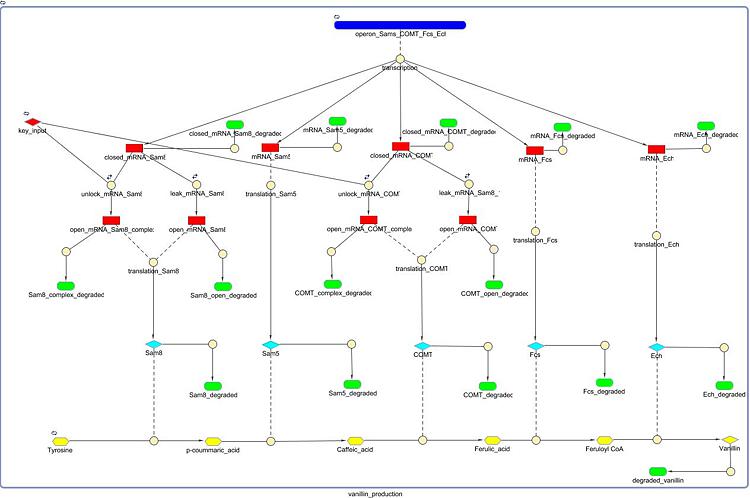 operon_Sams_COMT_Fcs_Ech
transcription
key_input
closed_mRNA_Sam8_degraded
mRNA_Sam5_degraded
closed_mRNA_COMT_degraded
mRNA_Fcs_degraded
mRNA_Ech_degraded
closed_mRNA_Sam8
mRNA_Sam5
closed_mRNA_COMT
mRNA_Fcs
mRNA_Ech
unlock_mRNA_Sam8
leak_mRNA_Sam8
translation_Sam5
unlock_mRNA_COMT
leak_mRNA_Sam8_
open_mRNA_Sam8_comple
open_mRNA_Sam8
open_mRNA_COMT_comple
open_mRNA_COMT
translation_Fcs
translation_Ech
translation_Sam8
translation_COMT
Sam8_complex_degraded
Sam8_open_degraded
COMT_complex_degraded
COMT_open_degraded
Sam8
Sam5
COMT
Fcs
Ech
Sam8_degraded
Sam5_degraded
COMT_degraded
Fcs_degraded
Ech_degraded
Tyrosine
p-coummaric_acid
Caffeic_acid
Ferulic_acid
Feruloyl CoA
Vanillin
degraded_vanillin
vanillin_production